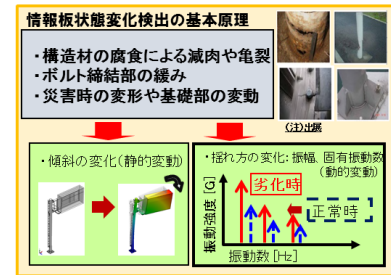 情報板状態変化検出の基本原理
・構造材の腐食による減肉や亀裂
・ボルト締結部の緩み
・災害時の変形や基礎部の変動
(注)出展
・傾斜の変化(静的変動)
・揺れ方の変化:振幅、固有振動数
(動的変動)
劣化時
正常時
振動強度[G]
振動数[Hz]